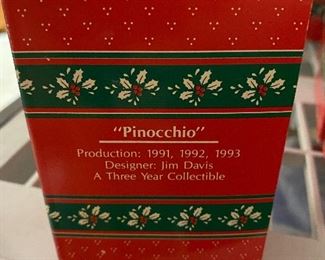 "Pinocchio"
Production: 1991, 1992, 1993
Designer: Jim Davis
A Three Year Collectible